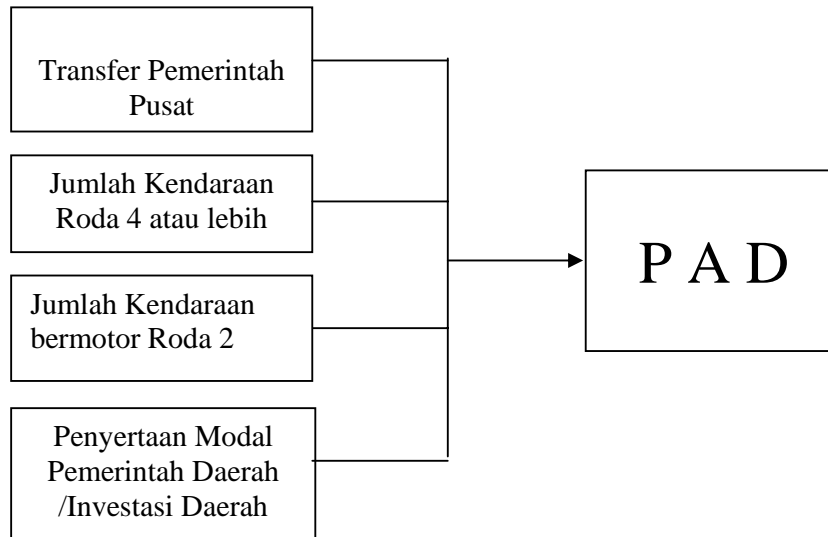 Transfer Pemerintah
Pusat
Jumlah Kendaraan
Roda 4 atau lebih
Jumlah Kendaraan
bermotor Roda 2
Penyertaan Modal
Pemerintah Daerah
/Investasi Daerah
P A D